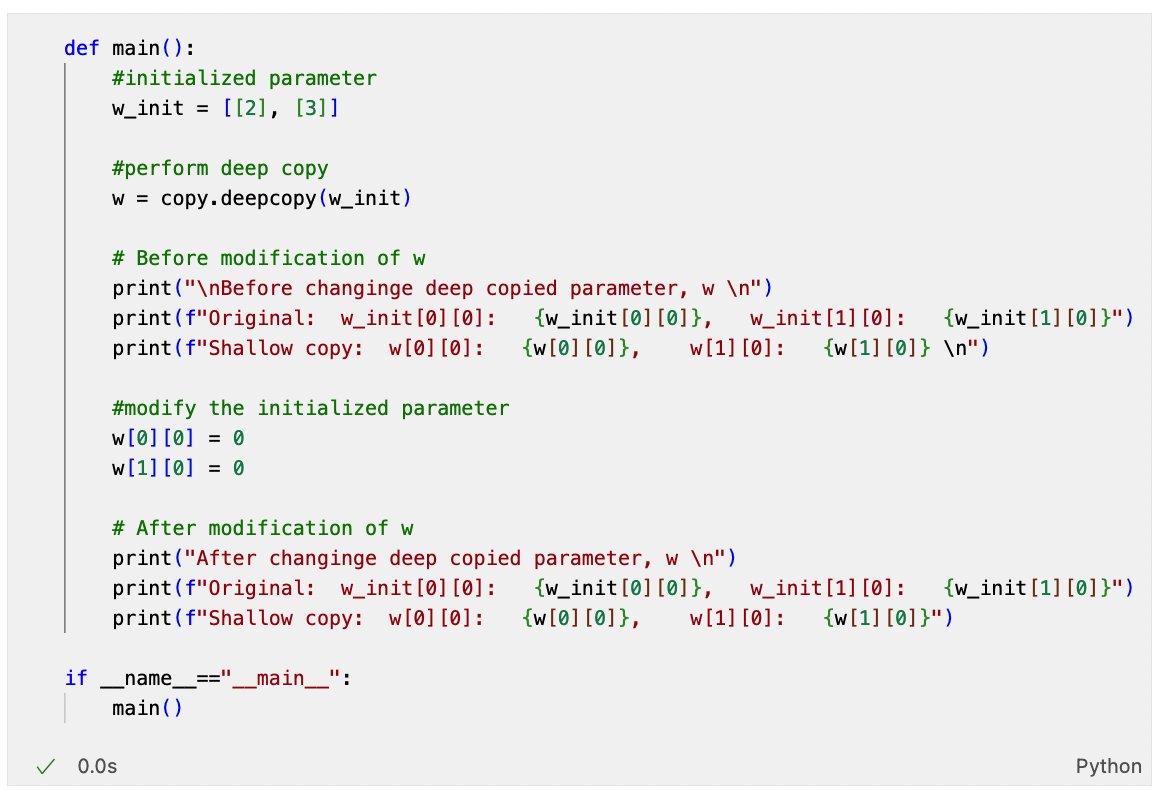 def main():
    #initialized parameter
    w_init = [[2], [3]]

    #perform deep copy
    w = copy.deepcopy(w_init)

    # Before modification of w
    print("\nBefore changinge deep copied parameter, w \n")
    print(f"Original:  w_init[0][0]:   {w_init[0][0]},   w_init[1][0]:   {w_init[1][0]}")
    print(f"Shallow copy:  w[0][0]:   {w[0][0]},    w[1][0]:   {w[1][0]} \n")

    #modify the initialized parameter
    w[0][0] = 0
    w[1][0] = 0

    # After modification of w
    print("After changinge deep copied parameter, w \n")
    print(f"Original:  w_init[0][0]:   {w_init[0][0]},   w_init[1][0]:   {w_init[1][0]}")
    print(f"Shallow copy:  w[0][0]:   {w[0][0]},    w[1][0]:   {w[1][0]}")

if __name__=="__main__":
    main()
0.0s
Python